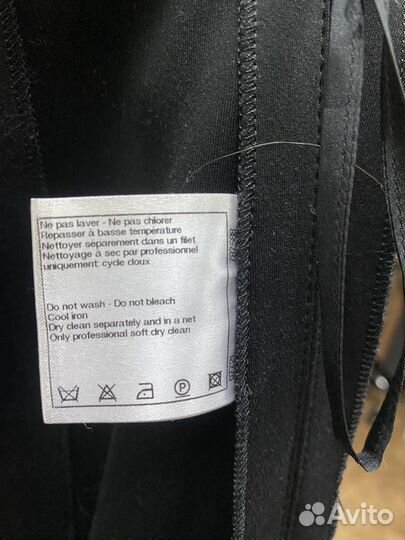 Ne pas laver - Ne pas chlorer
Repasser à basse température
Nettoyer séparement dans un filet
Nettoyage à sec par professionnel
uniquement: cycle doux
Do not wash - Do not bleach
Cool iron
Dry clean separately and in a net
Only professional soft dry clean
P
Avito